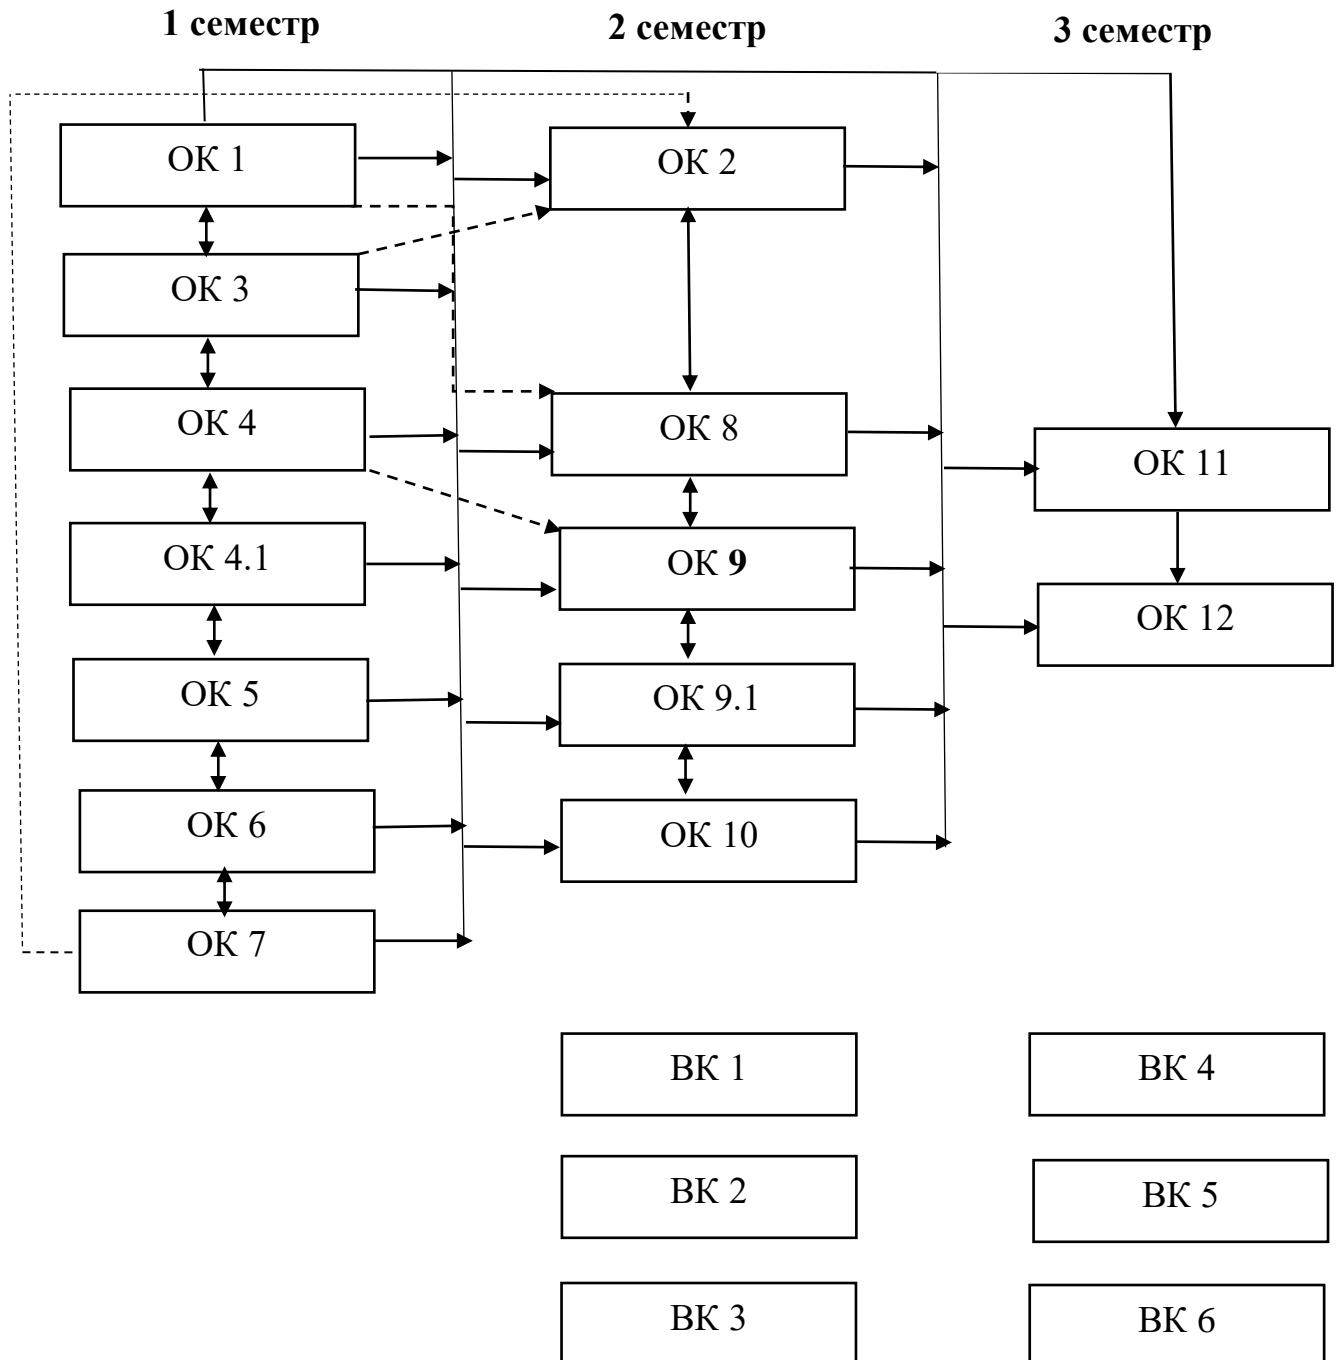 1 семестр
2 семестр
3 семестр
ОК 1
ОК 3
ОК 4
ОК 4.1
ОК 5
ОК 6
ОК 7
ОК 2
ОК 8
ОК 9
ОК 9.1
ОК 10
ОК 11
ОК 12
ВК 1
ВК 2
ВК 3
ВК 4
ВК 5
ВК 6